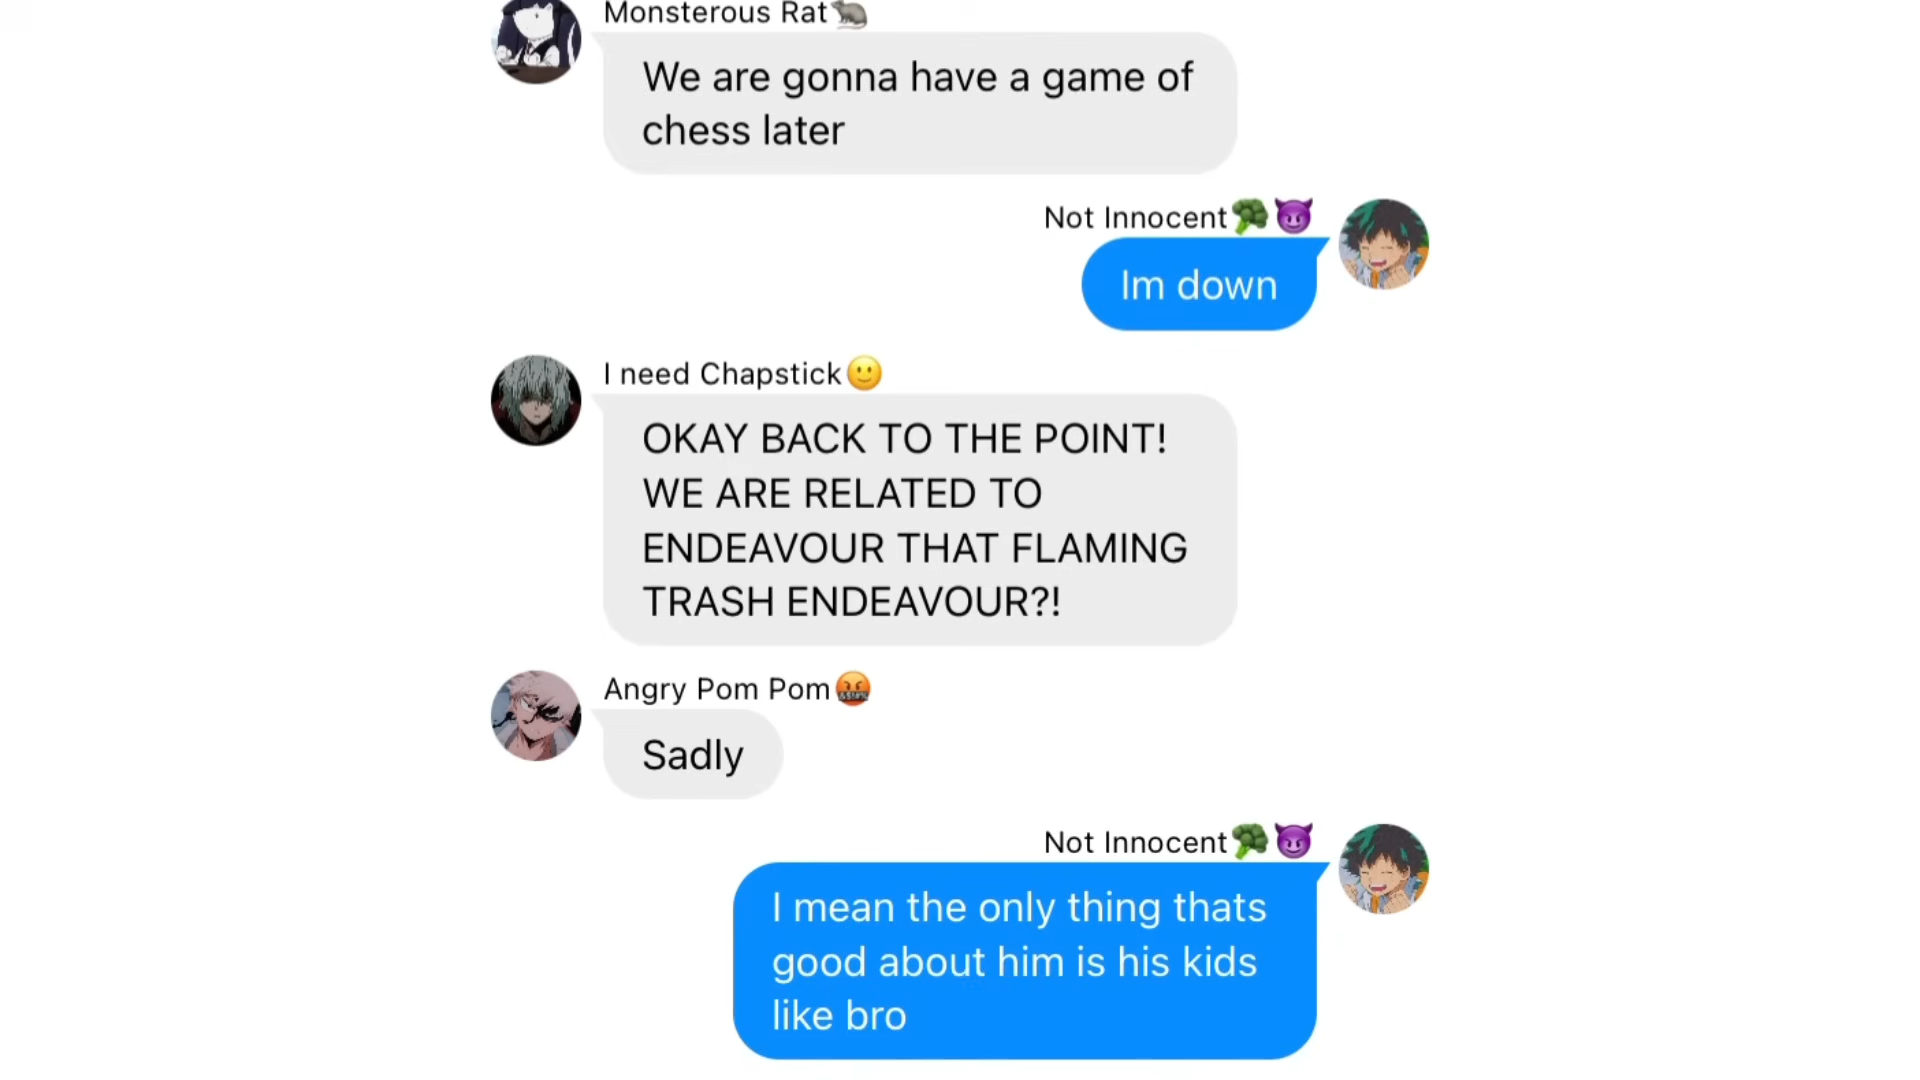 Monsterous Rat🐀
We are gonna have a game of
chess later
Not Innocent🥦😈
Im down
I need Chapstick🙂
OKAY BACK TO THE POINT!
WE ARE RELATED TO
ENDEAVOUR THAT FLAMING
TRASH ENDEAVOUR?!
Angry Pom Pom🤬
Sadly
Not Innocent🥦😈
I mean the only thing thats
good about him is his kids
like bro